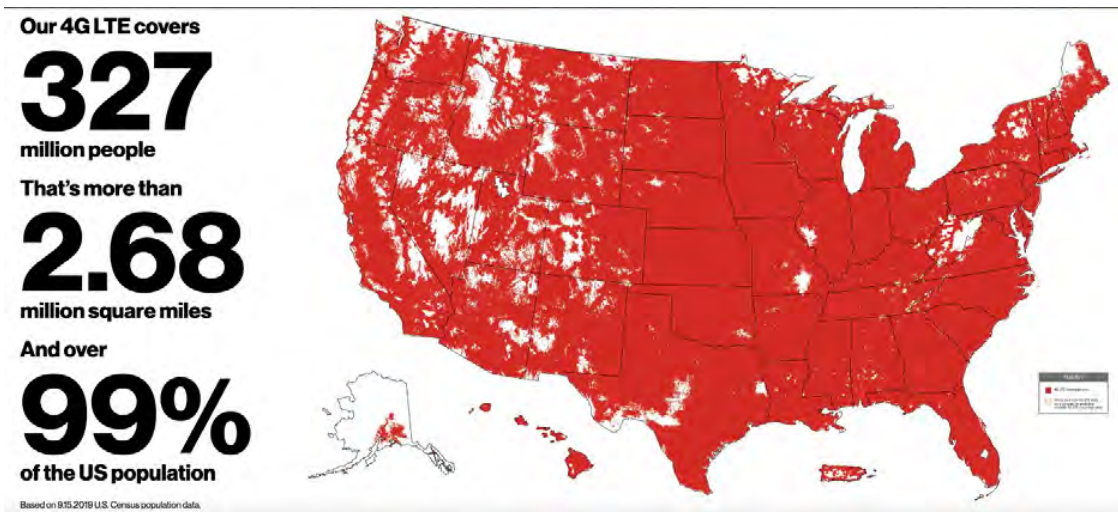 Our 4G LTE covers
327
million people
That's more than
2.68
million square miles
And over
99%
of the US population
Based on 9.15.2019 U.S. Census population data.